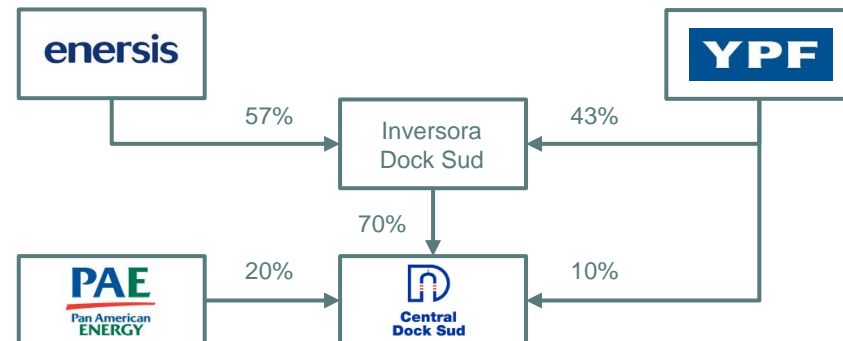 enersis
YPF
57%
Inversora
Dock Sud
43%
70%
PAE
Pan American
ENERGY
20%
Central
Dock Sud
10%